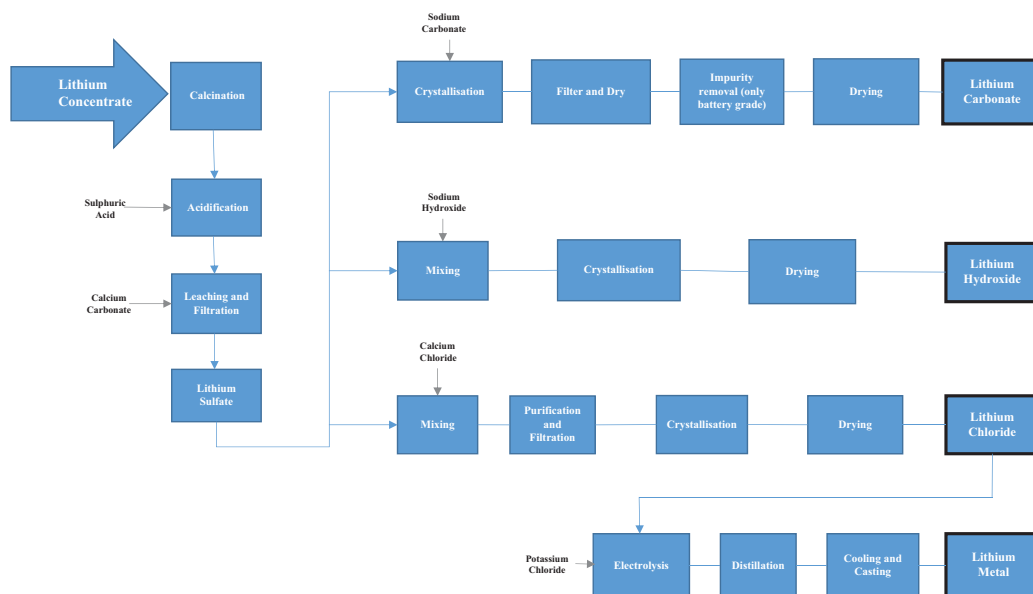 Lithium
Concentrate
Calcination
Sulphuric
Acid
Acidification
Calcium
Carbonate
Leaching and
Filtration
Lithium
Sulfate
Sodium
Carbonate
Crystallisation
Filter and Dry
Impurity
removal (only
battery grade)
Drying
Lithium
Carbonate
Sodium
Hydroxide
Mixing
Crystallisation
Drying
Lithium
Hydroxide
Calcium
Chloride
Mixing
Purification
and
Filtration
Crystallisation
Drying
Lithium
Chloride
Potassium
Chloride
Electrolysis
Distillation
Cooling and
Casting
Lithium
Metal